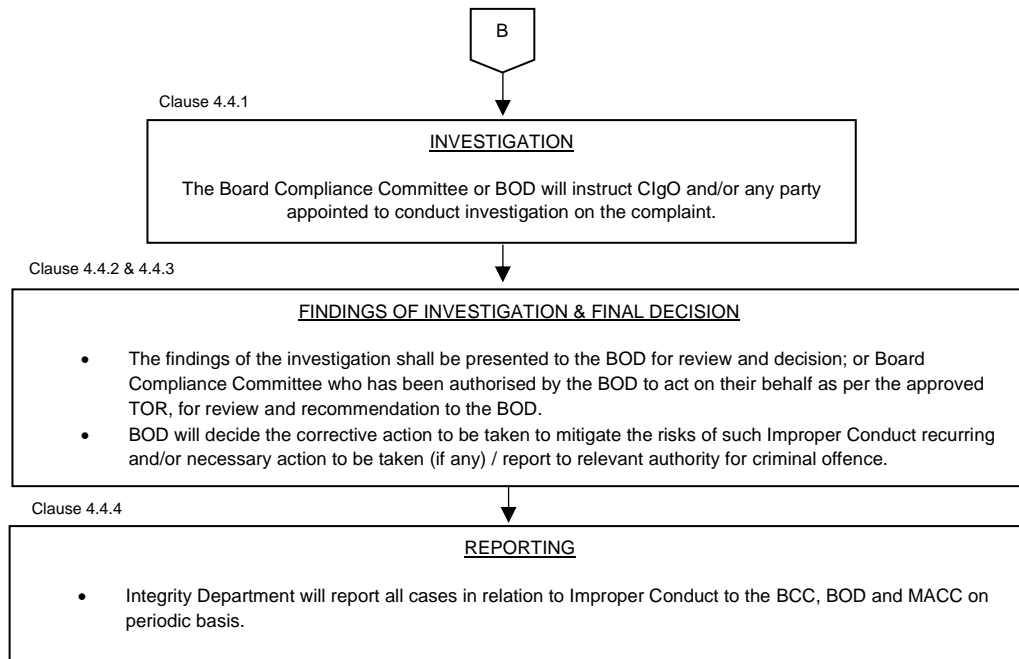 B
Clause 4.4.1
INVESTIGATION
The Board Compliance Committee or BOD will instruct CIgO and/or any party
appointed to conduct investigation on the complaint.
Clause 4.4.2 & 4.4.3
FINDINGS OF INVESTIGATION & FINAL DECISION
• The findings of the investigation shall be presented to the BOD for review and decision; or Board
Compliance Committee who has been authorised by the BOD to act on their behalf as per the approved
TOR, for review and recommendation to the BOD.
• BOD will decide the corrective action to be taken to mitigate the risks of such Improper Conduct recurring
and/or necessary action to be taken (if any) / report to relevant authority for criminal offence.
Clause 4.4.4
REPORTING
• Integrity Department will report all cases in relation to Improper Conduct to the BCC, BOD and MACC on
periodic basis.